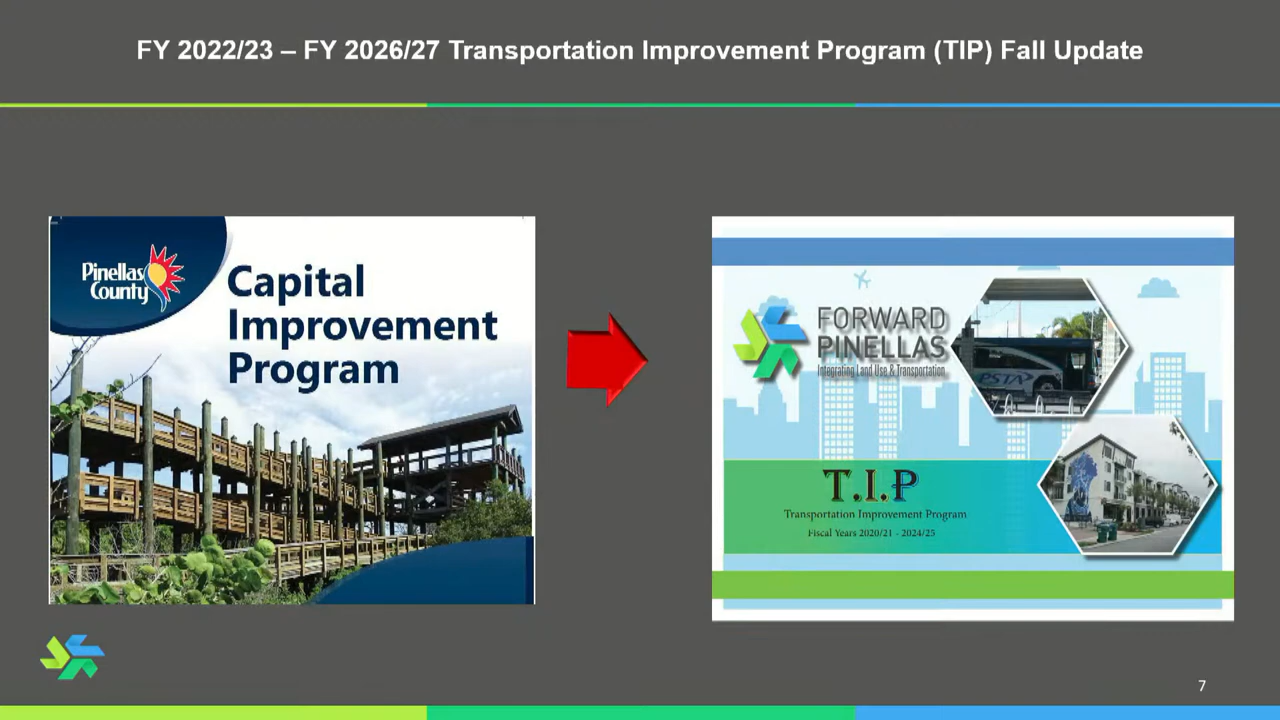 FY 2022/23 – FY 2026/27 Transportation Improvement Program (TIP) Fall Update
Pinellas
County
Capital
Improvement
Program
FORWARD
PINELLAS
Integrating Land Use & Transportation
PSTA
T.I.P
Transportation Improvement Program
Fiscal Years 2020/21 - 2024/25
7